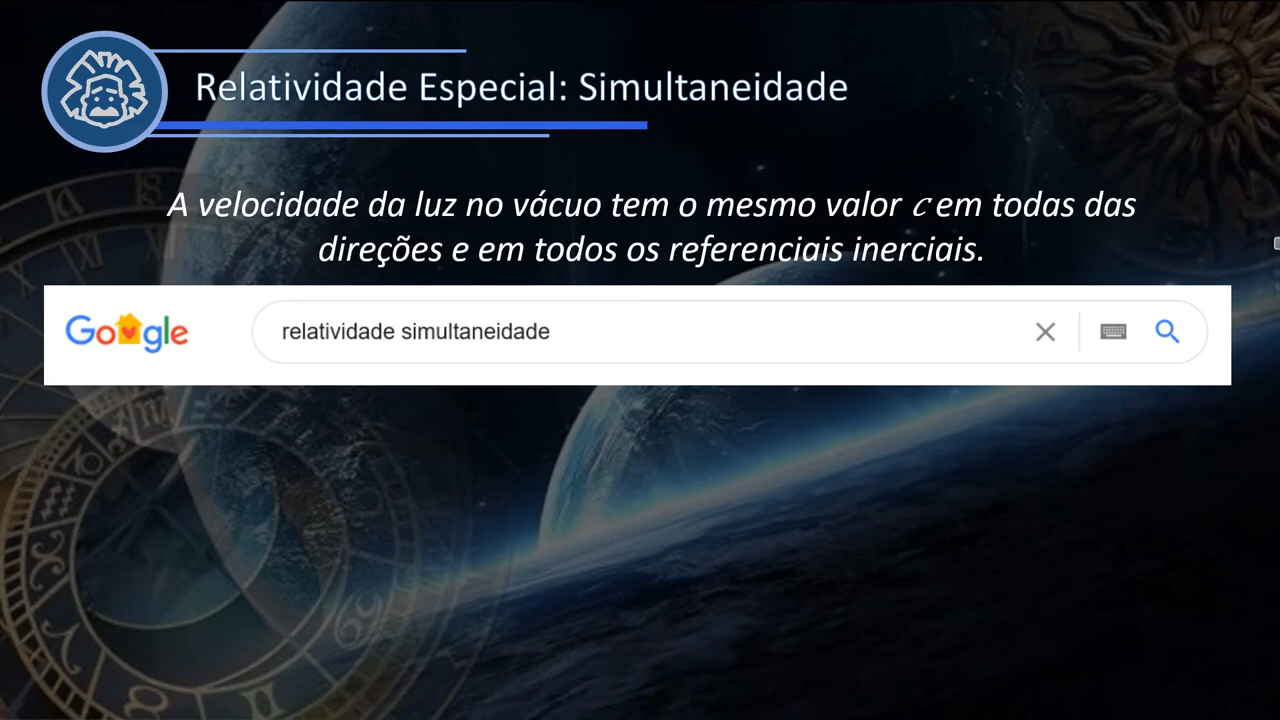 Relatividade Especial: Simultaneidade
A velocidade da luz no vácuo tem o mesmo valor c em todas das
direções e em todos os referenciais inerciais.
Google relatividade simultaneidade